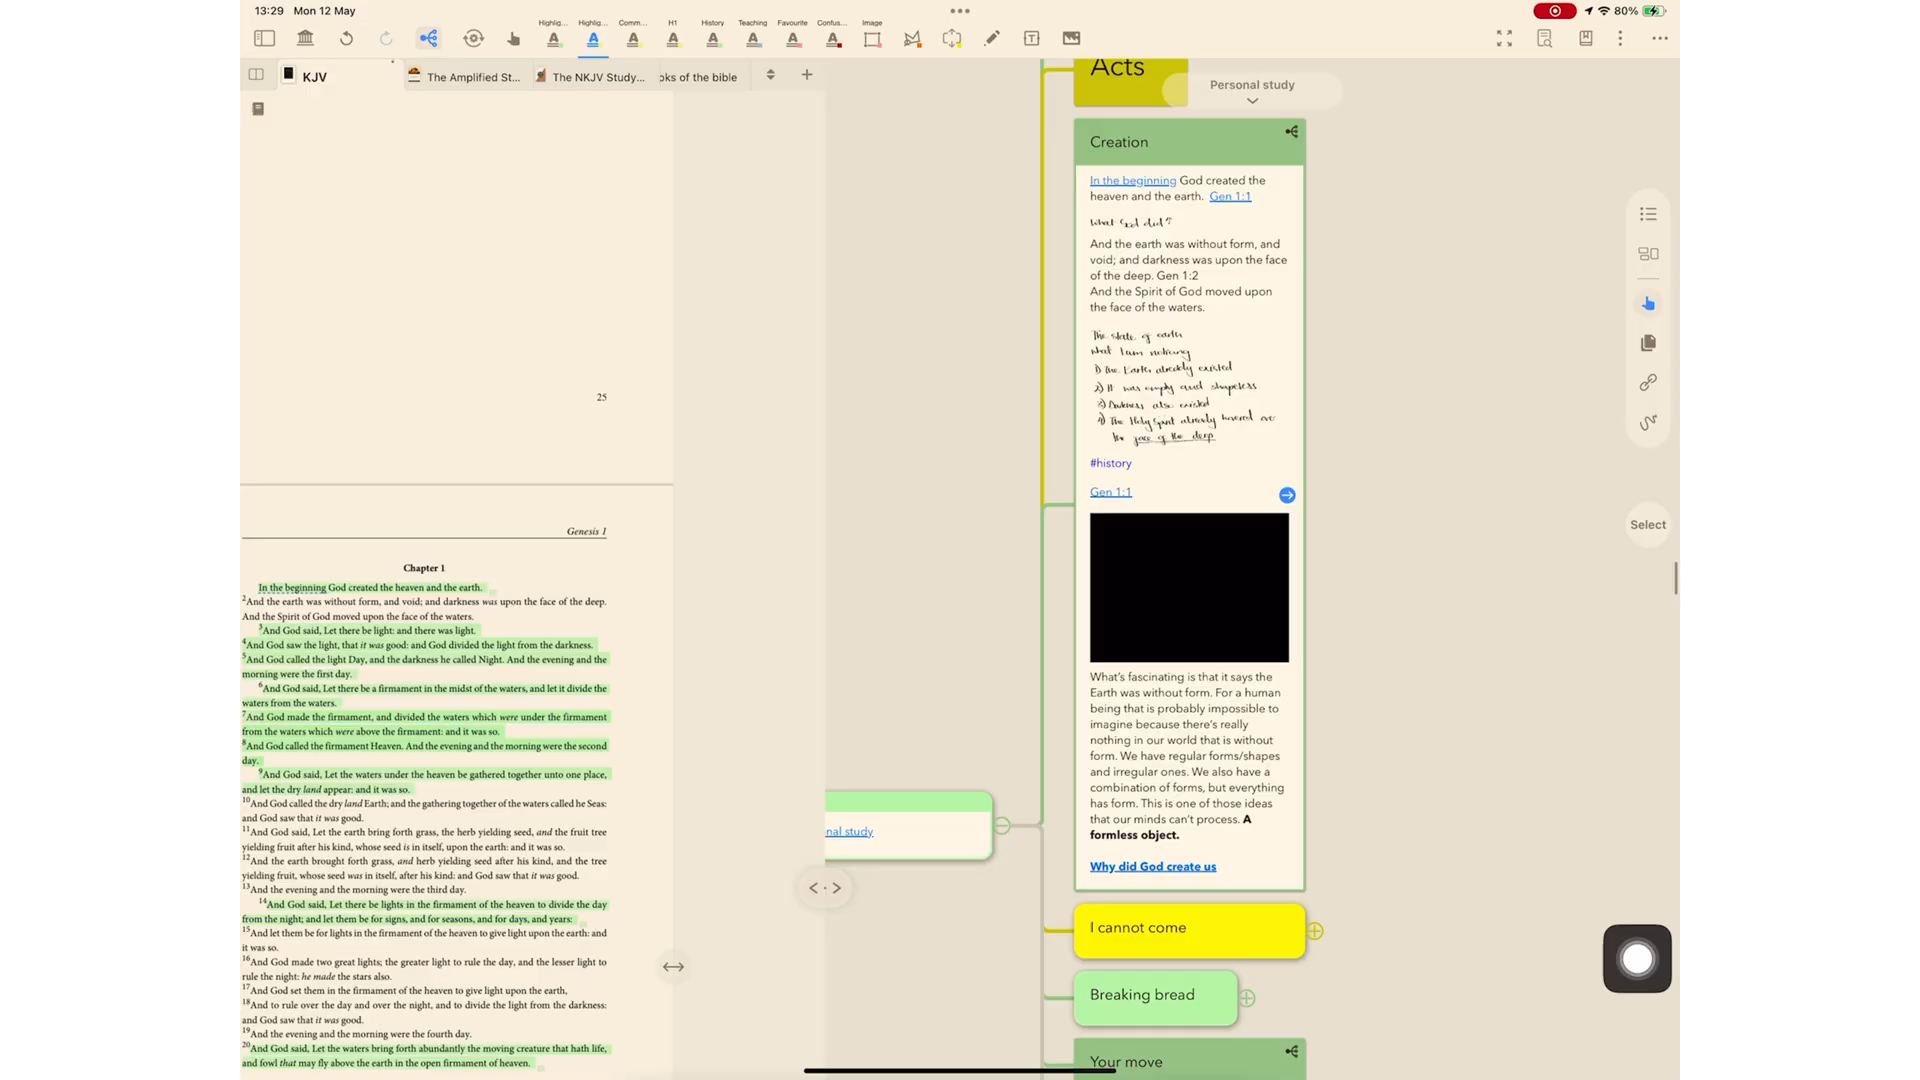 13:29 Mon 12 May
80%
Highlig... Highlig... Comm... H1 History Teaching Favourite Confus... Image
KJV
The Amplified St...
The NKJV Study...
oks of the bible
25
Genesis 1
Chapter 1
In the beginning God created the heaven and the earth.
2And the earth was without form, and void; and darkness was upon the face of the deep.
And the Spirit of God moved upon the face of the waters.
3And God said, Let there be light: and there was light.
4And God saw the light, that it was good: and God divided the light from the darkness.
5And God called the light Day, and the darkness he called Night. And the evening and the
morning were the first day.
6And God said, Let there be a firmament in the midst of the waters, and let it divide the
waters from the waters.
7And God made the firmament, and divided the waters which were under the firmament
from the waters which were above the firmament: and it was so.
8And God called the firmament Heaven. And the evening and the morning were the second
day.
9And God said, Let the waters under the heaven be gathered together unto one place,
and let the dry land appear: and it was so.
10And God called the dry land Earth; and the gathering together of the waters called he Seas:
and God saw that it was good.
11And God said, Let the earth bring forth grass, the herb yielding seed, and the fruit tree
yielding fruit after his kind, whose seed is in itself, upon the earth: and it was so.
12And the earth brought forth grass, and herb yielding seed after his kind, and the tree
yielding fruit, whose seed was in itself, after his kind: and God saw that it was good.
13And the evening and the morning were the third day.
14And God said, Let there be lights in the firmament of the heaven to divide the day
from the night; and let them be for signs, and for seasons, and for days, and years:
15And let them be for lights in the firmament of the heaven to give light upon the earth: and
it was so.
16And God made two great lights; the greater light to rule the day, and the lesser light to
rule the night: he made the stars also.
17And God set them in the firmament of the heaven to give light upon the earth,
18And to rule over the day and over the night, and to divide the light from the darkness:
and God saw that it was good.
19And the evening and the morning were the fourth day.
20And God said, Let the waters bring forth abundantly the moving creature that hath life,
and fowl that may fly above the earth in the open firmament of heaven.
nal study
Acts
Personal study
Creation
In the beginning God created the
heaven and the earth. Gen 1:1
What God did?
And the earth was without form, and
void; and darkness was upon the face
of the deep. Gen 1:2
And the Spirit of God moved upon
the face of the waters.
The state of earth
What I am noticing
1) The Earth already existed
2) It was empty and shapeless
3) Darkness also existed
4) The Holy Spirit already hovered over
the face of the deep
#history
Gen 1:1
What's fascinating is that it says the
Earth was without form. For a human
being that is probably impossible to
imagine because there's really
nothing in our world that is without
form. We have regular forms/shapes
and irregular ones. We also have a
combination of forms, but everything
has form. This is one of those ideas
that our minds can't process. A
formless object.
Why did God create us
I cannot come
Breaking bread
Your move
Select